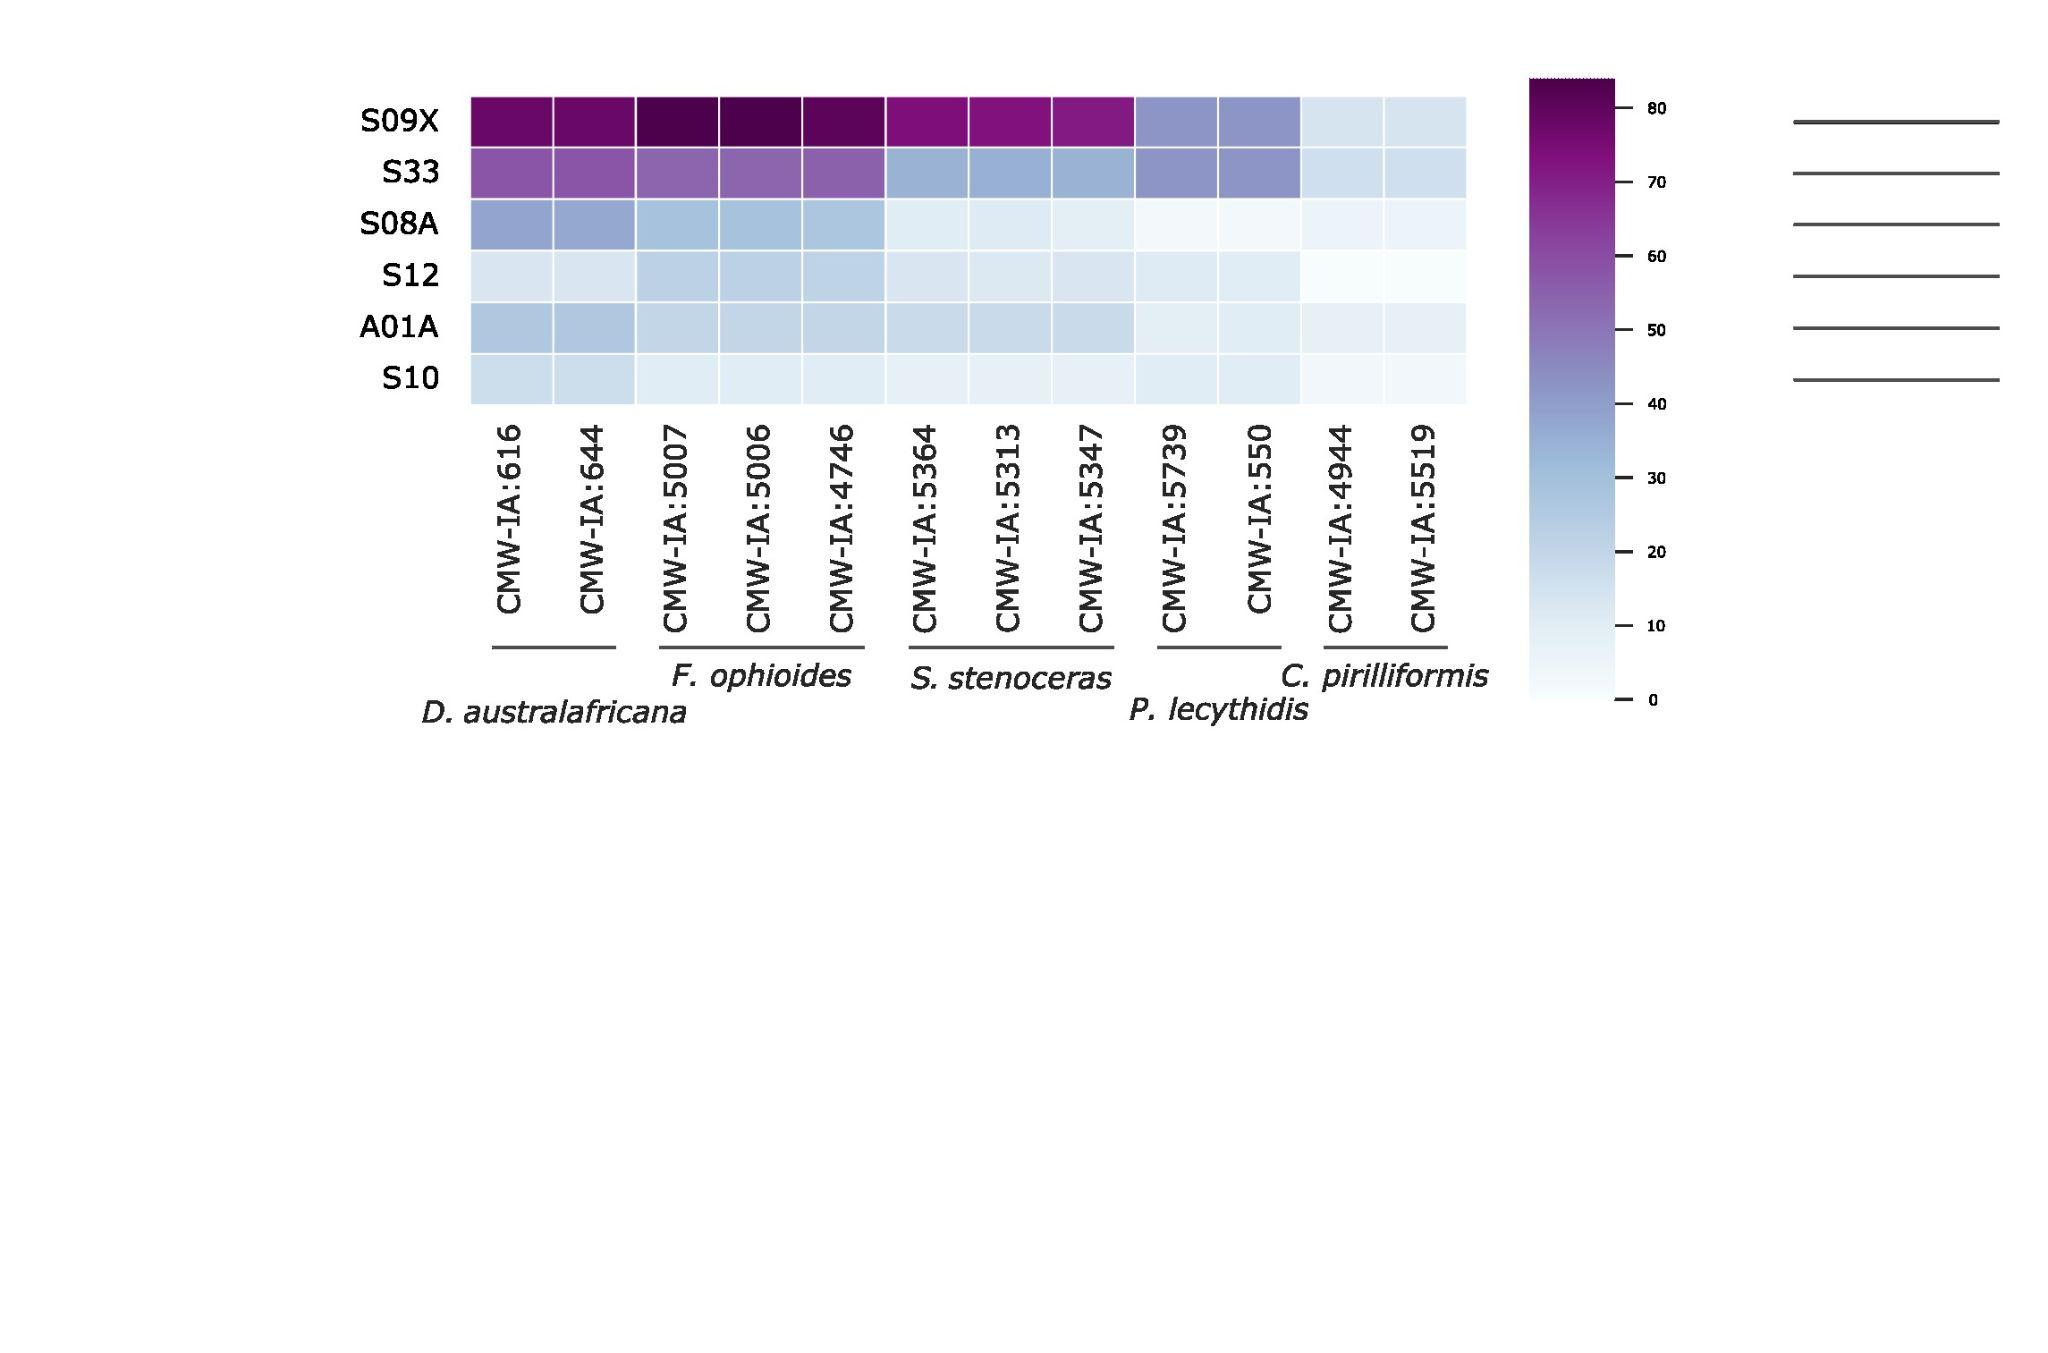 S09X
S33
S08A
S12
A01A
S10
CMW-IA:616
CMW-IA:644
CMW-IA:5007
CMW-IA:5006
CMW-IA:4746
CMW-IA:5364
CMW-IA:5313
CMW-IA:5347
CMW-IA:5739
CMW-IA:550
CMW-IA:4944
CMW-IA:5519
D. australafricana
F. ophioides
S. stenoceras
P. lecythidis
C. pirilliformis
80
70
60
50
40
30
20
10
0